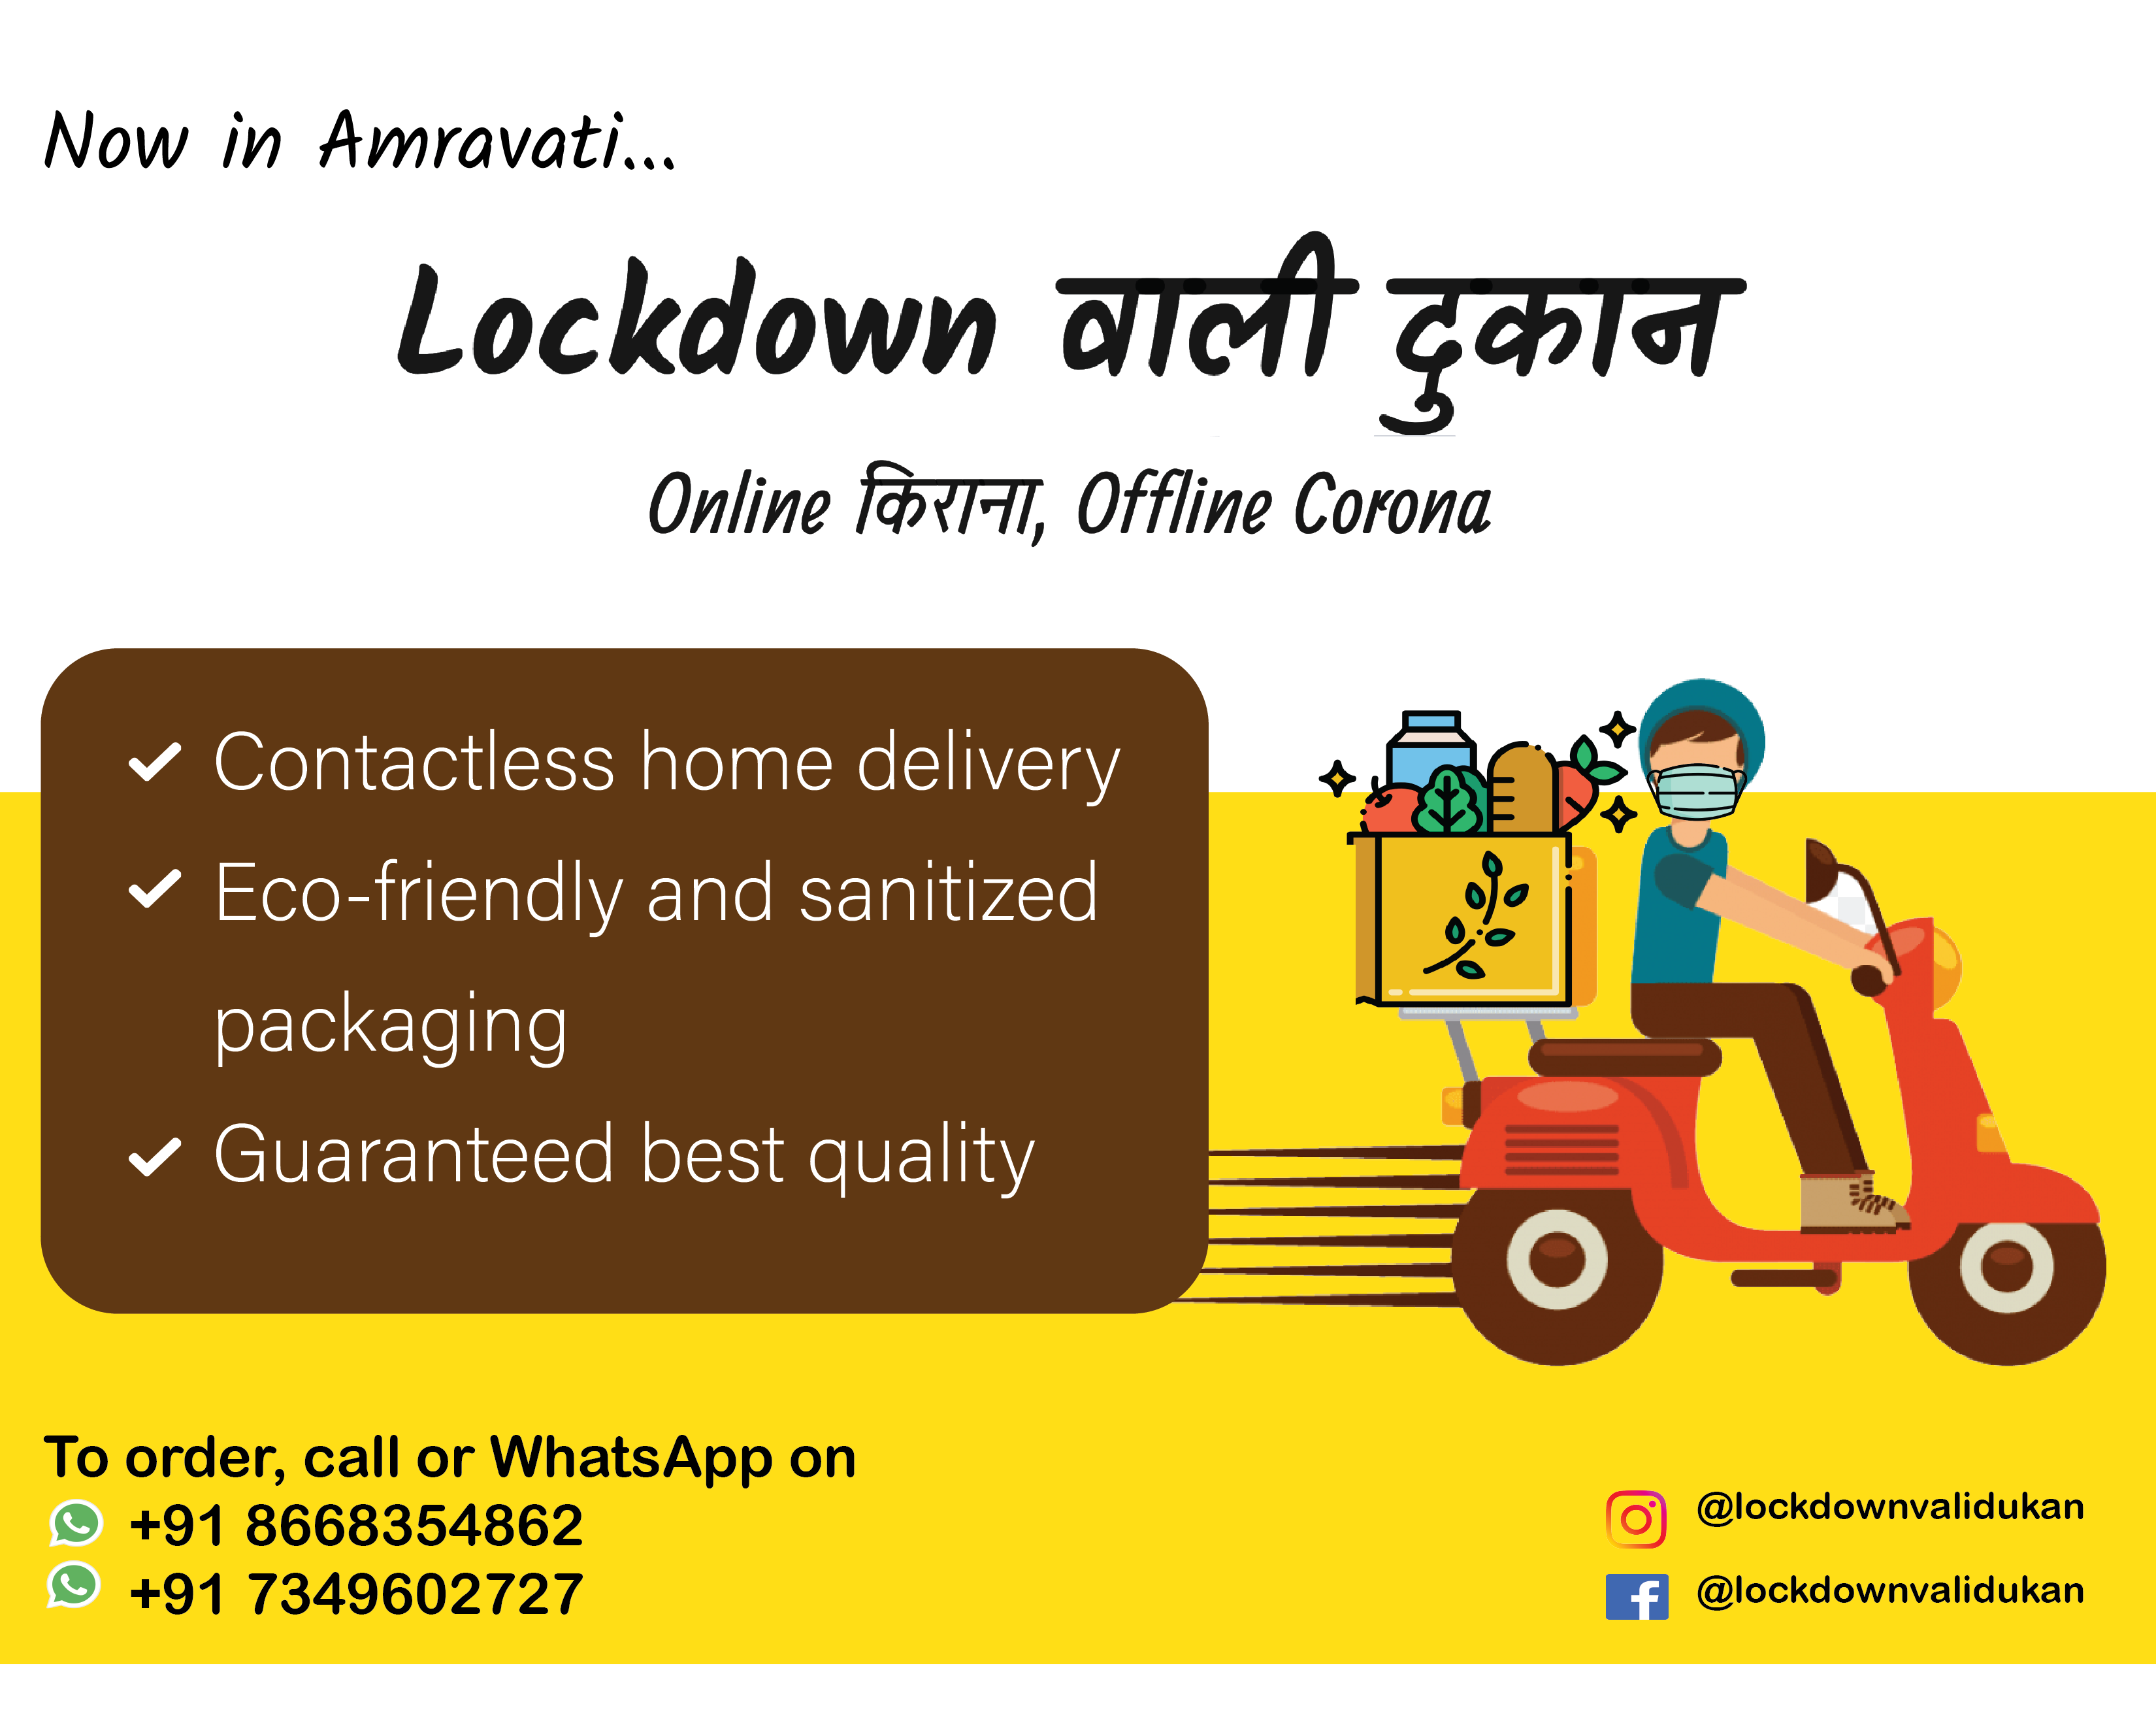 Now in Amravati...
Lockdown वाली दुकान
Online किराना, Offline Corona
Contactless home delivery
Eco-friendly and sanitized
packaging
Guaranteed best quality
To order, call or WhatsApp on
+91 8668354862
+91 7349602727
@lockdownvalidukan
@lockdownvalidukan